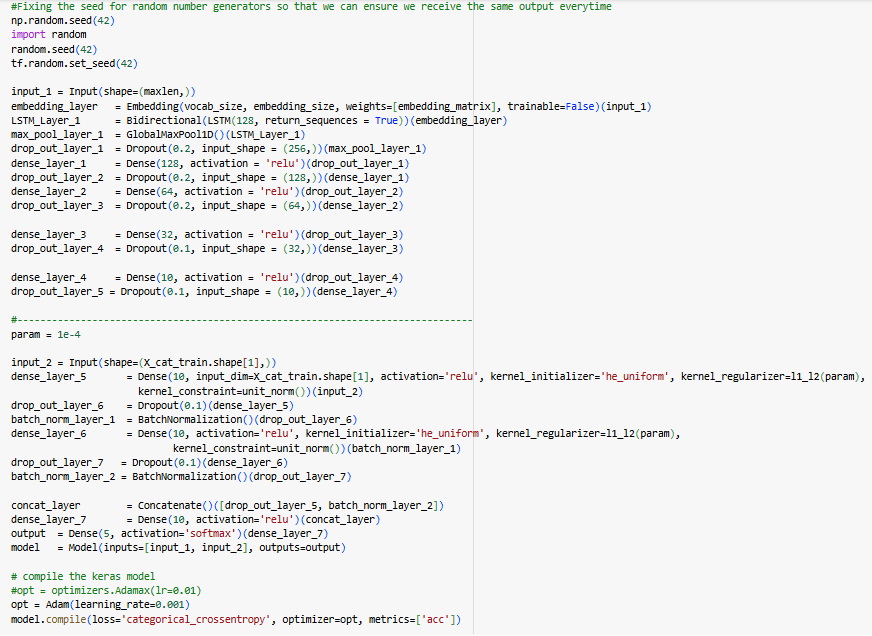 #Fixing the seed for random number generators so that we can ensure we receive the same output everytime
np.random.seed(42)
import random
random.seed(42)
tf.random.set_seed(42)
input_1 = Input(shape=(maxlen,))
embedding_layer = Embedding(vocab_size, embedding_size, weights=[embedding_matrix], trainable=False)(input_1)
LSTM_Layer_1 = Bidirectional(LSTM(128, return_sequences = True))(embedding_layer)
max_pool_layer_1 = GlobalMaxPool1D()(LSTM_Layer_1)
drop_out_layer_1 = Dropout(0.2, input_shape = (256,))(max_pool_layer_1)
dense_layer_1 = Dense(128, activation = 'relu')(drop_out_layer_1)
drop_out_layer_2 = Dropout(0.2, input_shape = (128,))(dense_layer_1)
dense_layer_2 = Dense(64, activation = 'relu')(drop_out_layer_2)
drop_out_layer_3 = Dropout(0.2, input_shape = (64,))(dense_layer_2)
dense_layer_3 = Dense(32, activation = 'relu')(drop_out_layer_3)
drop_out_layer_4 = Dropout(0.1, input_shape = (32,))(dense_layer_3)
dense_layer_4 = Dense(10, activation = 'relu')(drop_out_layer_4)
drop_out_layer_5 = Dropout(0.1, input_shape = (10,))(dense_layer_4)
#-------------------------------------------------------------------------------
param = 1e-4
input_2 = Input(shape=(X_cat_train.shape[1],))
dense_layer_5 = Dense(10, input_dim=X_cat_train.shape[1], activation='relu', kernel_initializer='he_uniform', kernel_regularizer=l1_l2(param),
kernel_constraint=unit_norm())(input_2)
drop_out_layer_6 = Dropout(0.1)(dense_layer_5)
batch_norm_layer_1 = BatchNormalization()(drop_out_layer_6)
dense_layer_6 = Dense(10, activation='relu', kernel_initializer='he_uniform', kernel_regularizer=l1_l2(param),
kernel_constraint=unit_norm())(batch_norm_layer_1)
drop_out_layer_7 = Dropout(0.1)(dense_layer_6)
batch_norm_layer_2 = BatchNormalization()(drop_out_layer_7)
concat_layer = Concatenate()([drop_out_layer_5, batch_norm_layer_2])
dense_layer_7 = Dense(10, activation='relu')(concat_layer)
output = Dense(5, activation='softmax')(dense_layer_7)
model = Model(inputs=[input_1, input_2], outputs=output)
# compile the keras model
#opt = optimizers.Adamax(lr=0.01)
opt = Adam(learning_rate=0.001)
model.compile(loss='categorical_crossentropy', optimizer=opt, metrics=['acc'])